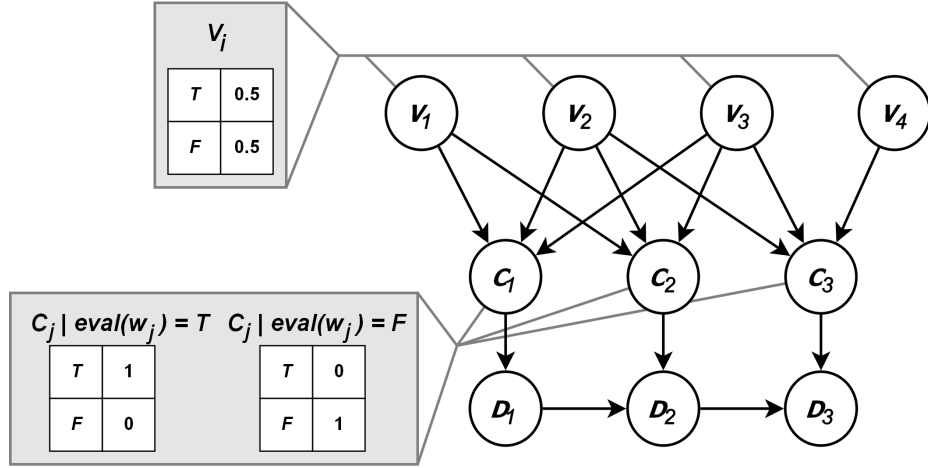 V_i
T 0.5
F 0.5
V_1 V_2 V_3 V_4
C_1 C_2 C_3
C_j | eval(w_j) = T C_j | eval(w_j) = F
T 1 T 0
F 0 F 1
D_1 D_2 D_3